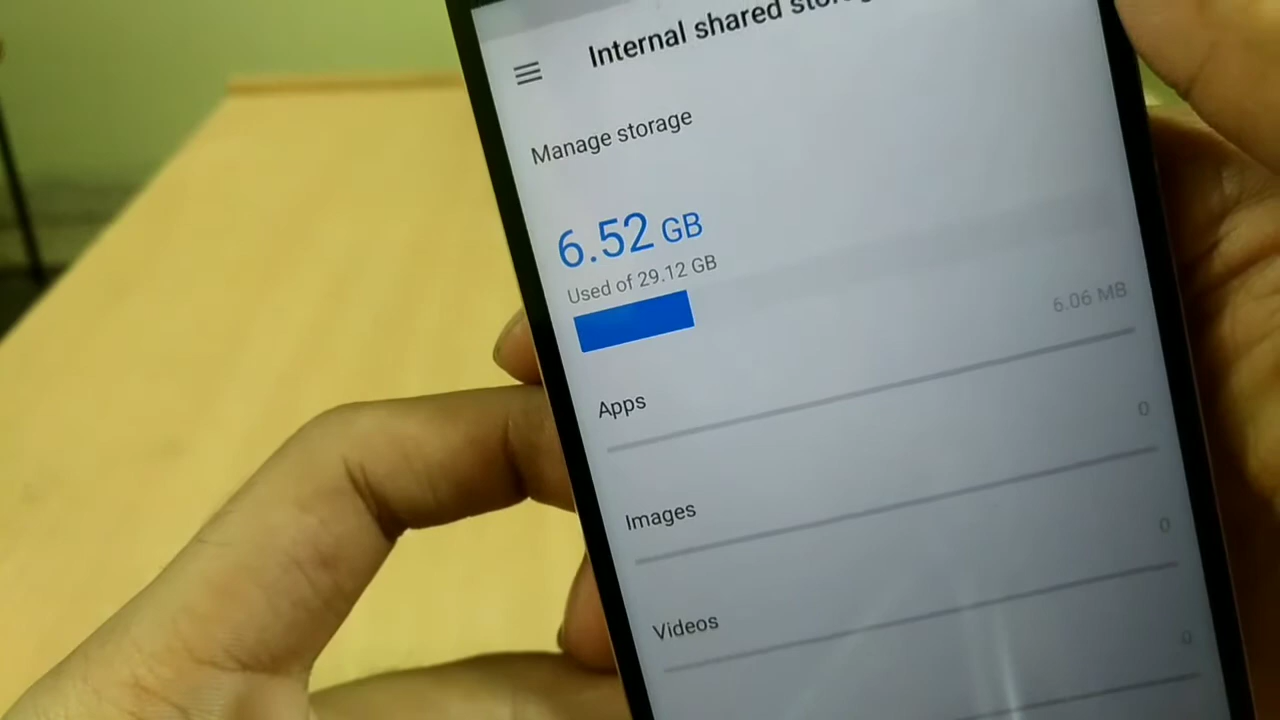 Internal shared
Manage storage
6.52 GB
Used of 29.12 GB
Apps 6.06 MB
Images 0
Videos 0
0